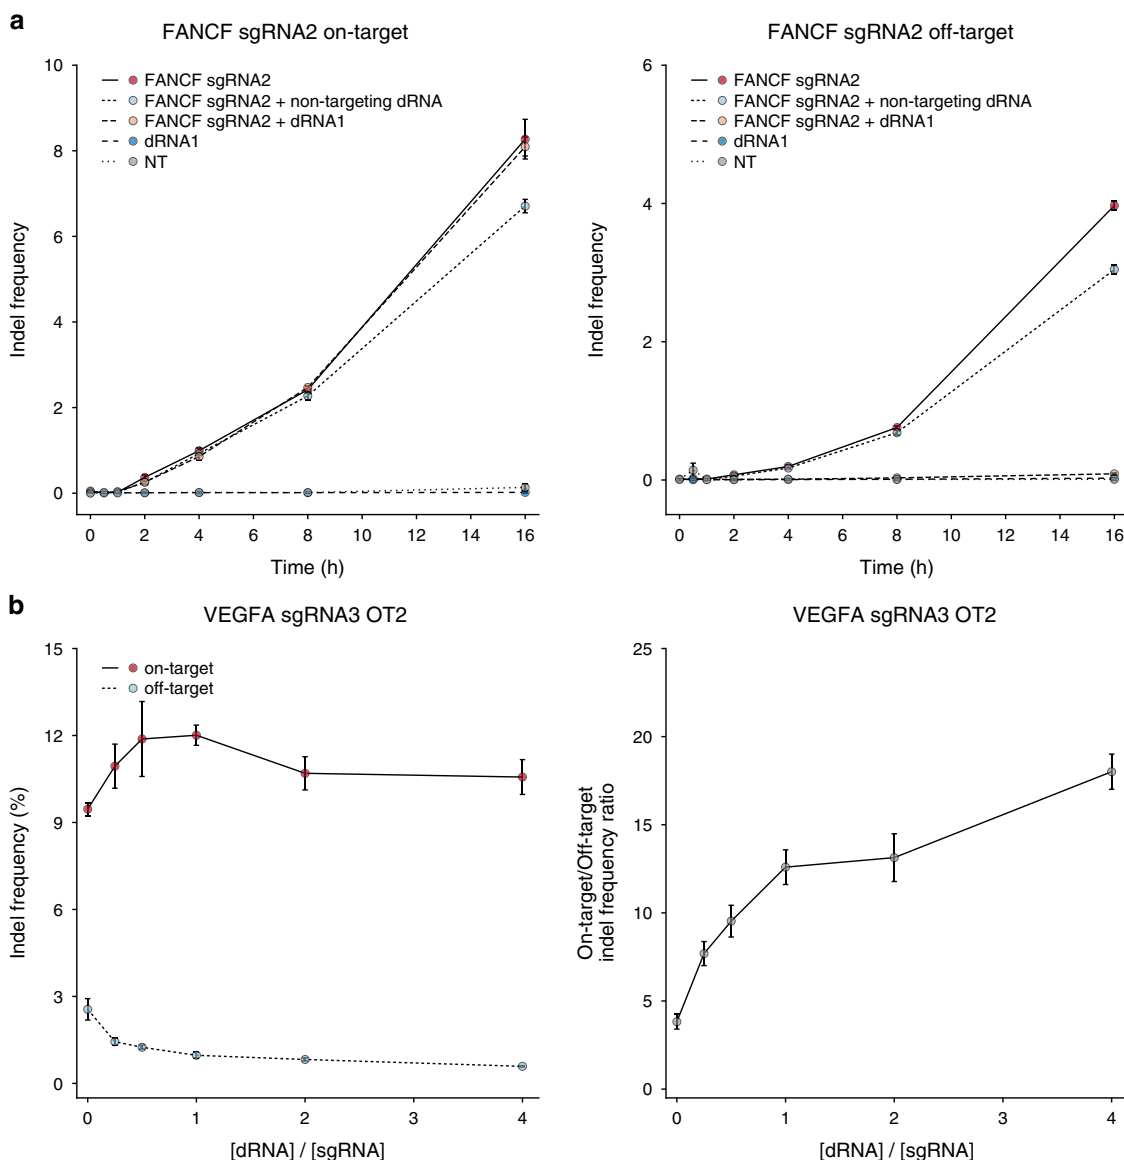 a
FANCF sgRNA2 on-target
10
8
6
4
2
0
Indel frequency
FANCF sgRNA2
FANCF sgRNA2 + non-targeting dRNA
FANCF sgRNA2 + dRNA1
dRNA1
NT
0 2 4 6 8 10 12 14 16
Time (h)
FANCF sgRNA2 off-target
6
4
2
0
Indel frequency
FANCF sgRNA2
FANCF sgRNA2 + non-targeting dRNA
FANCF sgRNA2 + dRNA1
dRNA1
NT
0 2 4 6 8 10 12 14 16
Time (h)
b
VEGFA sgRNA3 OT2
15
12
9
6
3
0
Indel frequency (%)
on-target
off-target
0 1 2 3 4
[dRNA] / [sgRNA]
VEGFA sgRNA3 OT2
25
20
15
10
5
0
On-target/Off-target
indel frequency ratio
0 1 2 3 4
[dRNA] / [sgRNA]